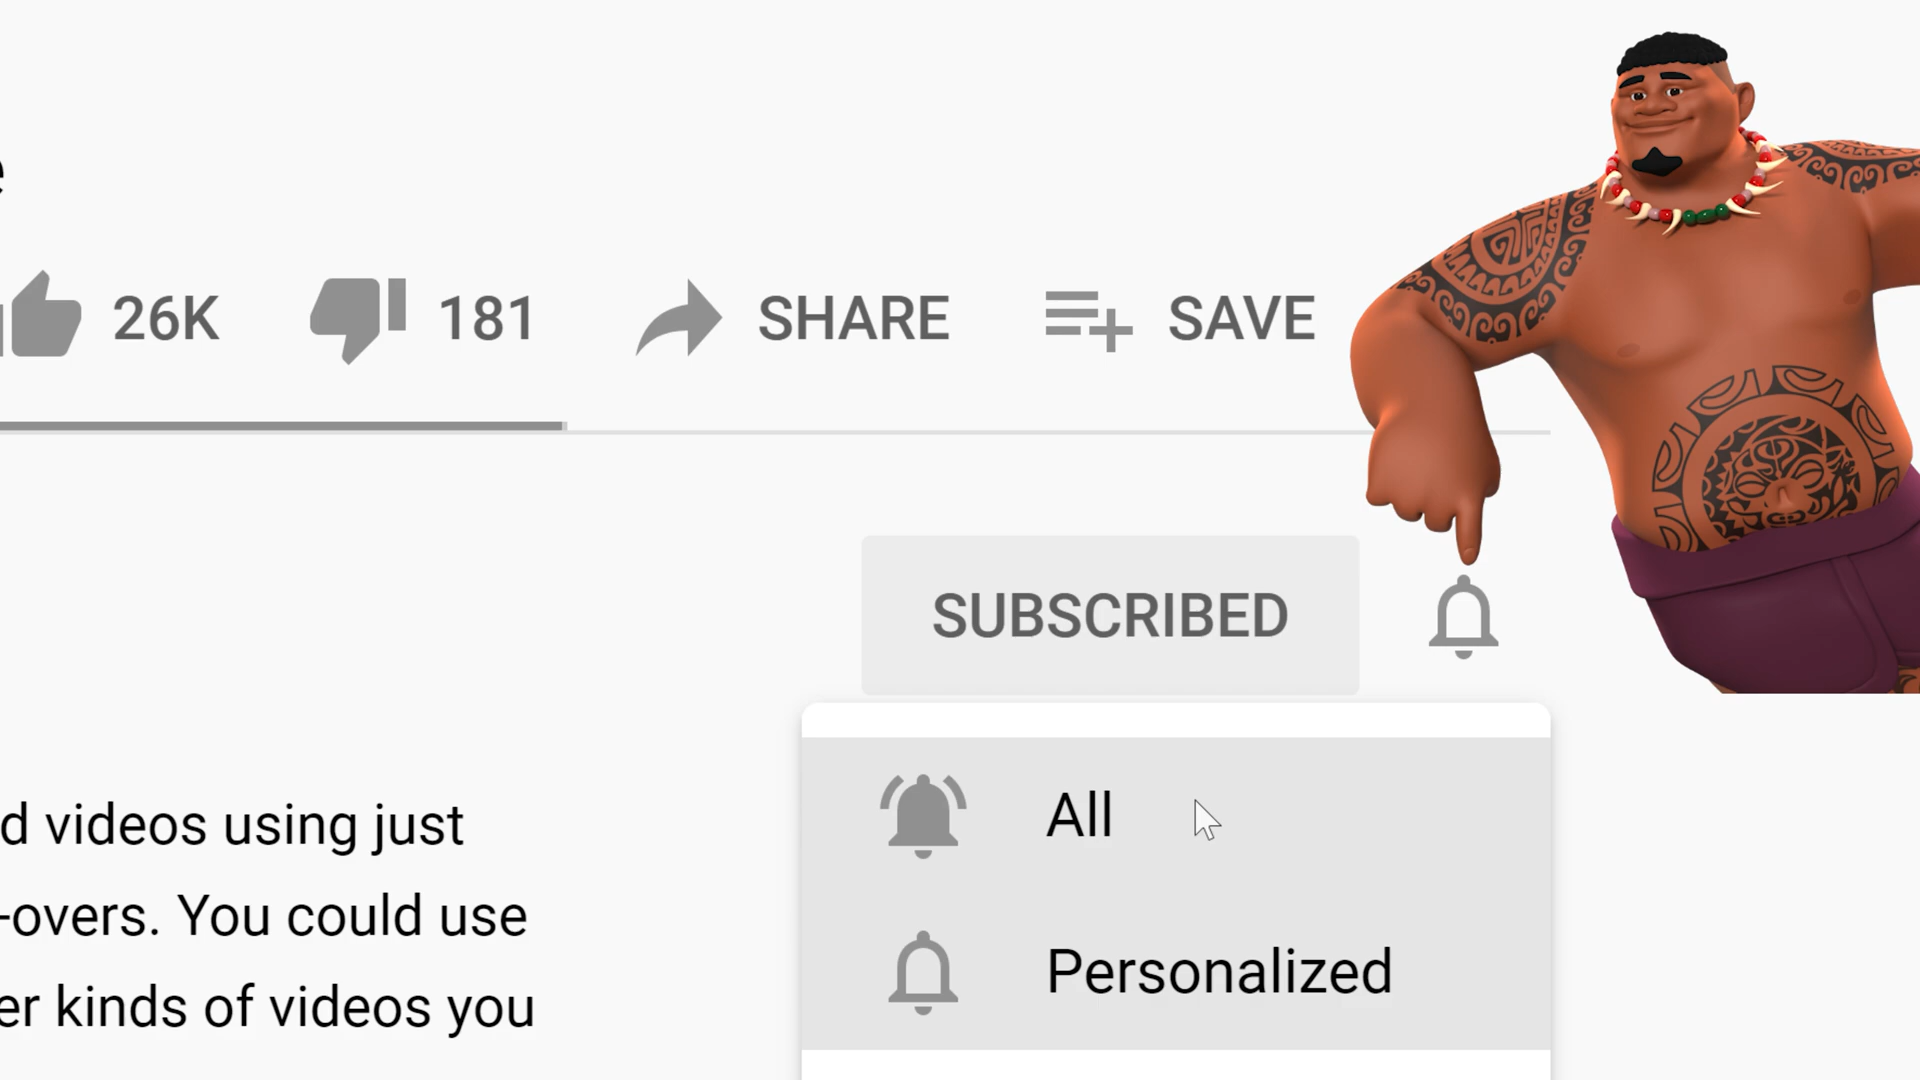 e
26K 181 SHARE SAVE
SUBSCRIBED
All
Personalized
d videos using just
-overs. You could use
er kinds of videos you